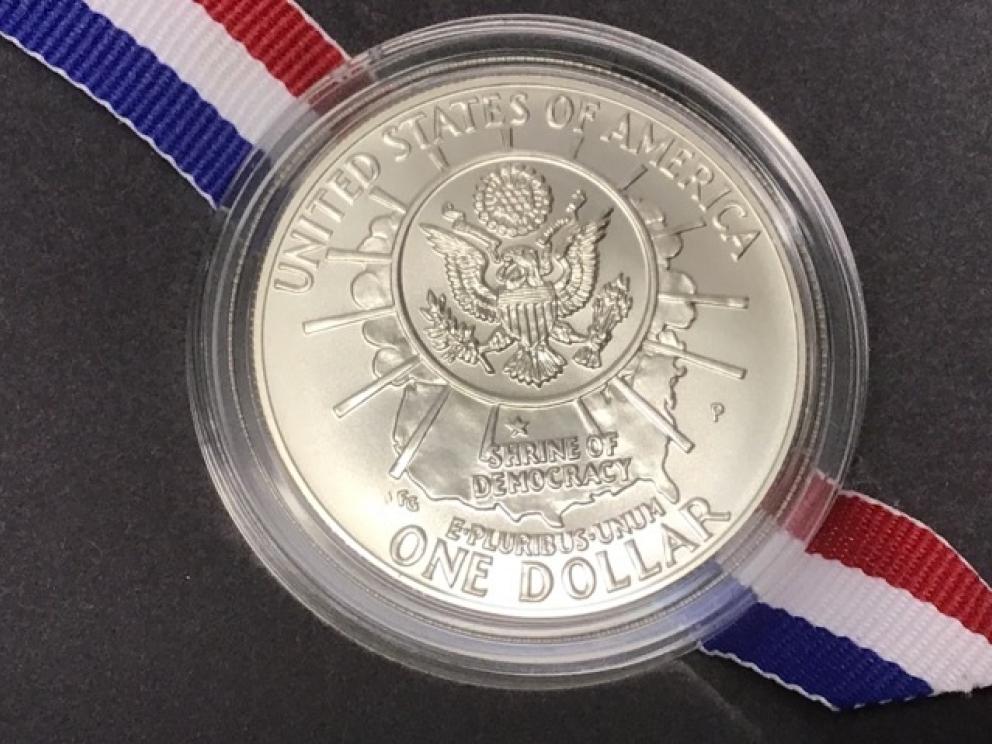 UNITED STATES OF AMERICA
P
SHRINE OF
DEMOCRACY
FG
E·PLURIBUS·UNUM
ONE DOLLAR